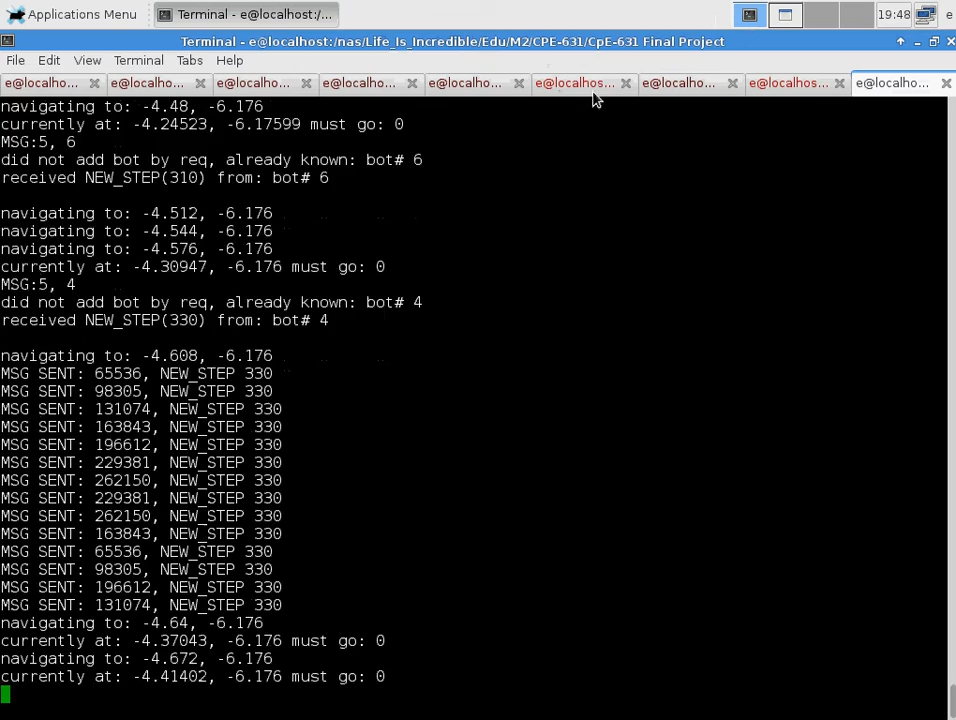 Applications Menu
Terminal - e@localhost:/...
19:48
e
Terminal - e@localhost:/nas/Life_Is_Incredible/Edu/M2/CPE-631/CpE-631 Final Project
File Edit View Terminal Tabs Help
e@localho... e@localho... e@localho... e@localho... e@localho... e@localhos... e@localho... e@localhos... e@localho...
navigating to: -4.48, -6.176
currently at: -4.24523, -6.17599 must go: 0
MSG:5, 6
did not add bot by req, already known: bot# 6
received NEW_STEP(310) from: bot# 6
navigating to: -4.512, -6.176
navigating to: -4.544, -6.176
navigating to: -4.576, -6.176
currently at: -4.30947, -6.176 must go: 0
MSG:5, 4
did not add bot by req, already known: bot# 4
received NEW_STEP(330) from: bot# 4
navigating to: -4.608, -6.176
MSG SENT: 65536, NEW_STEP 330
MSG SENT: 98305, NEW_STEP 330
MSG SENT: 131074, NEW_STEP 330
MSG SENT: 163843, NEW_STEP 330
MSG SENT: 196612, NEW_STEP 330
MSG SENT: 229381, NEW_STEP 330
MSG SENT: 262150, NEW_STEP 330
MSG SENT: 229381, NEW_STEP 330
MSG SENT: 262150, NEW_STEP 330
MSG SENT: 163843, NEW_STEP 330
MSG SENT: 65536, NEW_STEP 330
MSG SENT: 98305, NEW_STEP 330
MSG SENT: 196612, NEW_STEP 330
MSG SENT: 131074, NEW_STEP 330
navigating to: -4.64, -6.176
currently at: -4.37043, -6.176 must go: 0
navigating to: -4.672, -6.176
currently at: -4.41402, -6.176 must go: 0